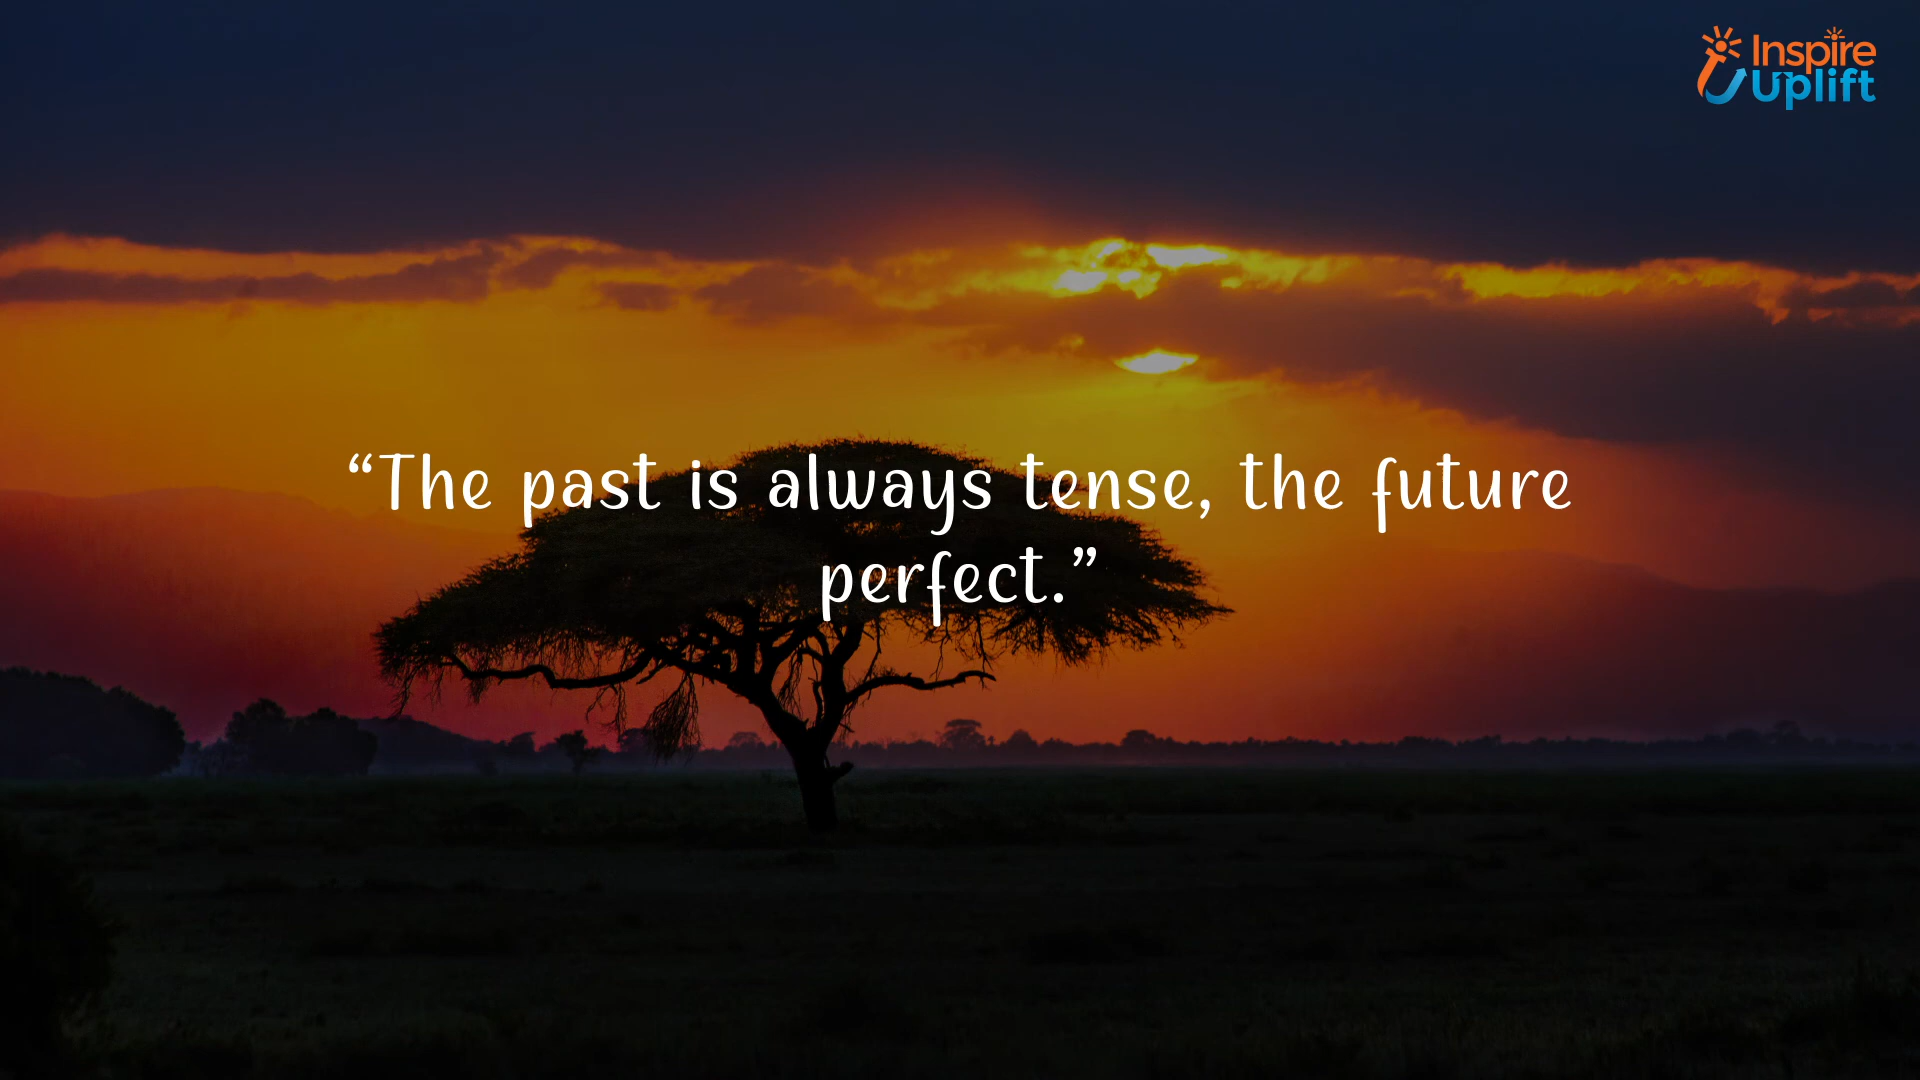 Inspire
Uplift
“The past is always tense, the future
perfect.”